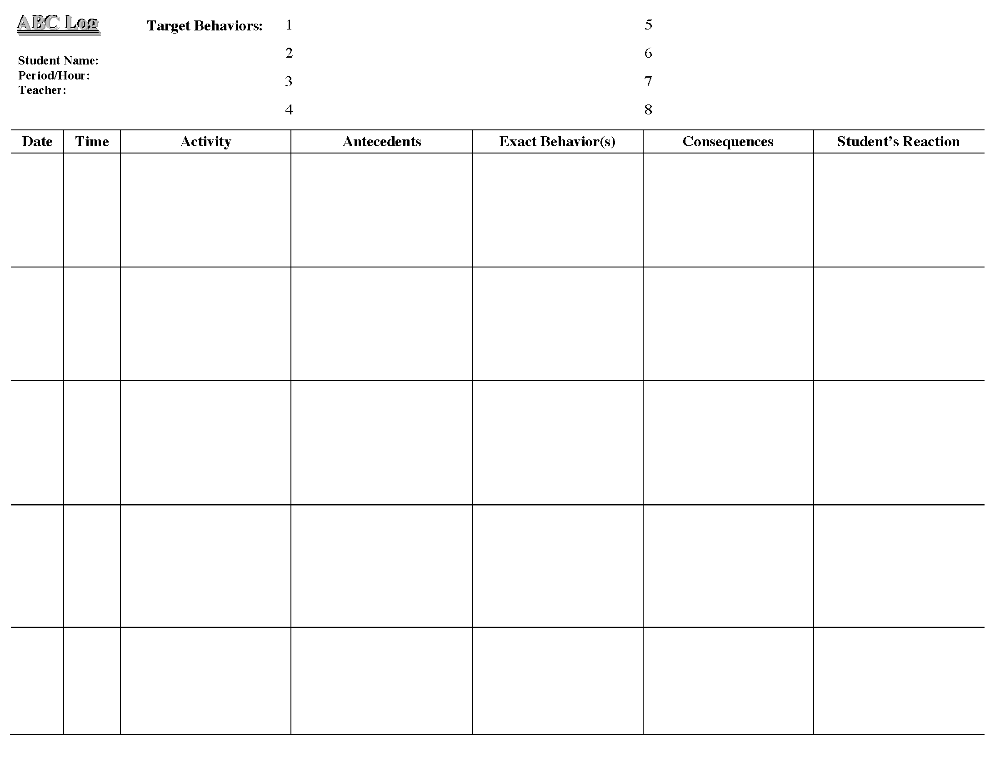 ABC Log
Target Behaviors: 1 5
2 6
Student Name:
Period/Hour:
3 7
Teacher:
4 8
Date Time Activity Antecedents Exact Behavior(s) Consequences Student’s Reaction